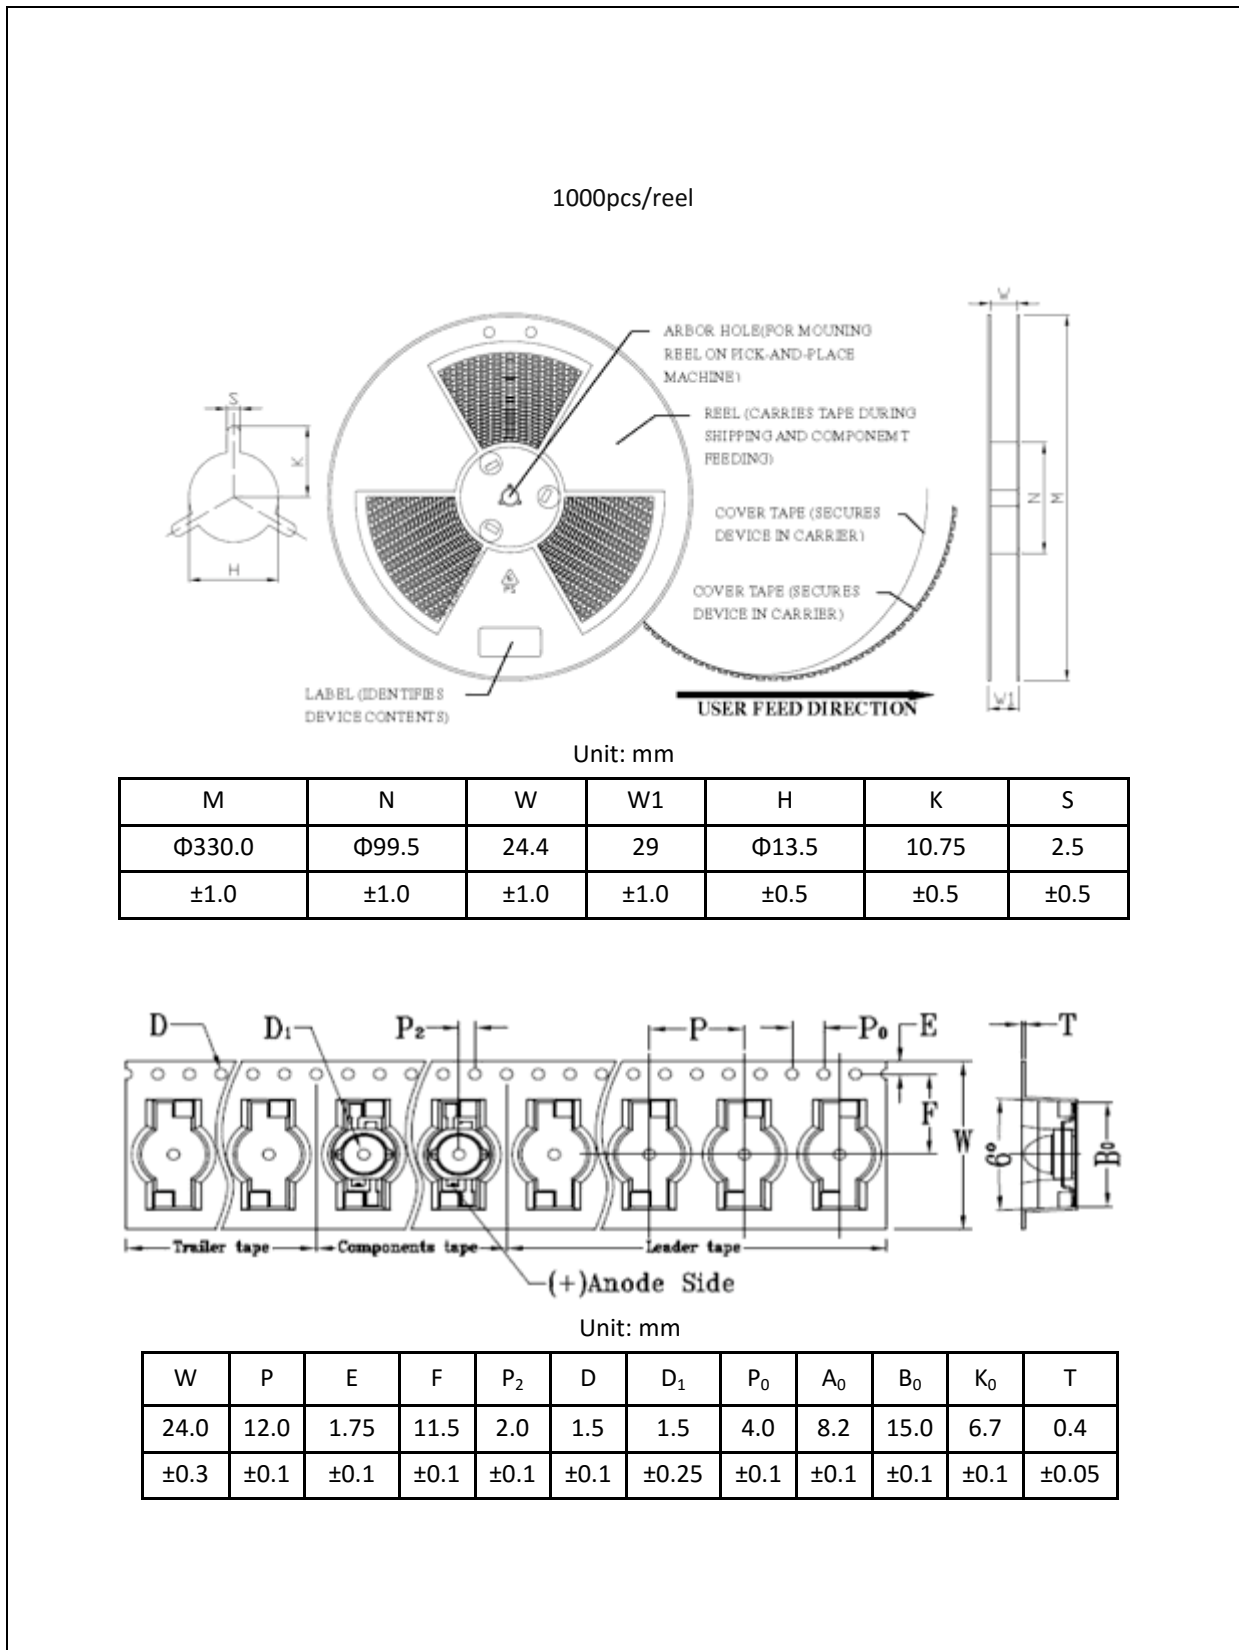 1000pcs/reel
W
ARBOR HOLE(FOR MOUNING
REEL ON PICK-AND-PLACE
MACHINE)
S
REEL (CARRIES TAPE DURING
SHIPPING AND COMPONEMT
FEEDING)
K
N
M
COVER TAPE (SECURES
DEVICE IN CARRIER)
H
PS
COVER TAPE (SECURES
DEVICE IN CARRIER)
LABEL (IDENTIFIES
DEVICE CONTENTS)
W1
USER FEED DIRECTION
Unit: mm
M N W W1 H K S
Φ330.0 Φ99.5 24.4 29 Φ13.5 10.75 2.5
±1.0 ±1.0 ±1.0 ±1.0 ±0.5 ±0.5 ±0.5
D D₁ P₂ P P₀ E T
F
W
6°
B₀
Trailer tape Components tape Leader tape
(+)Anode Side
Unit: mm
W P E F P₂ D D₁ P₀ A₀ B₀ K₀ T
24.0 12.0 1.75 11.5 2.0 1.5 1.5 4.0 8.2 15.0 6.7 0.4
±0.3 ±0.1 ±0.1 ±0.1 ±0.1 ±0.1 ±0.25 ±0.1 ±0.1 ±0.1 ±0.1 ±0.05